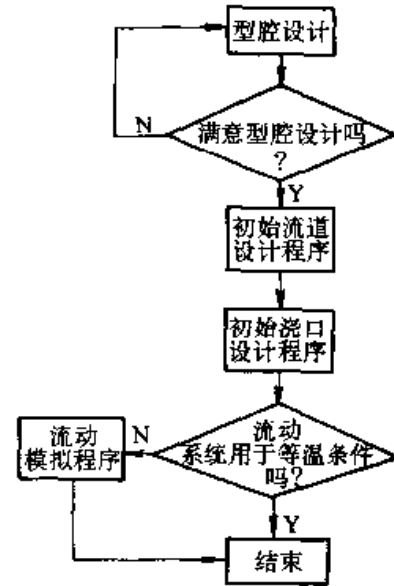 型腔设计
N
满意型腔设计吗
?
Y
初始流道
设计程序
初始浇口
设计程序
流动
模拟程序
N
流动
系统用于等温条件
吗?
Y
结束